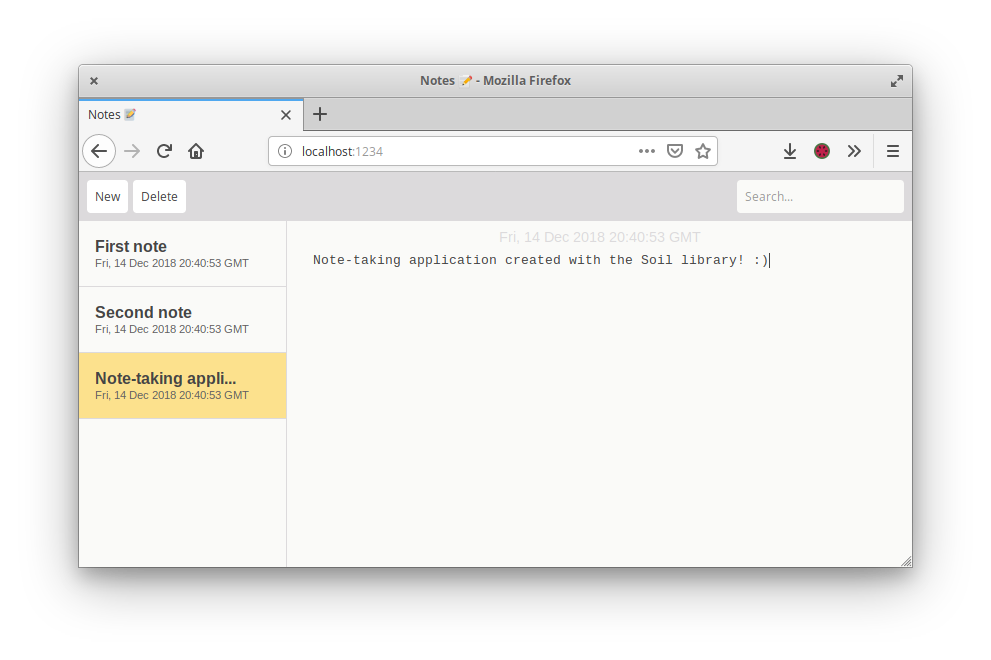 Notes 📝 - Mozilla Firefox
Notes 📝
localhost:1234
New Delete Search...
First note
Fri, 14 Dec 2018 20:40:53 GMT
Second note
Fri, 14 Dec 2018 20:40:53 GMT
Note-taking appli...
Fri, 14 Dec 2018 20:40:53 GMT
Fri, 14 Dec 2018 20:40:53 GMT
Note-taking application created with the Soil library! :)